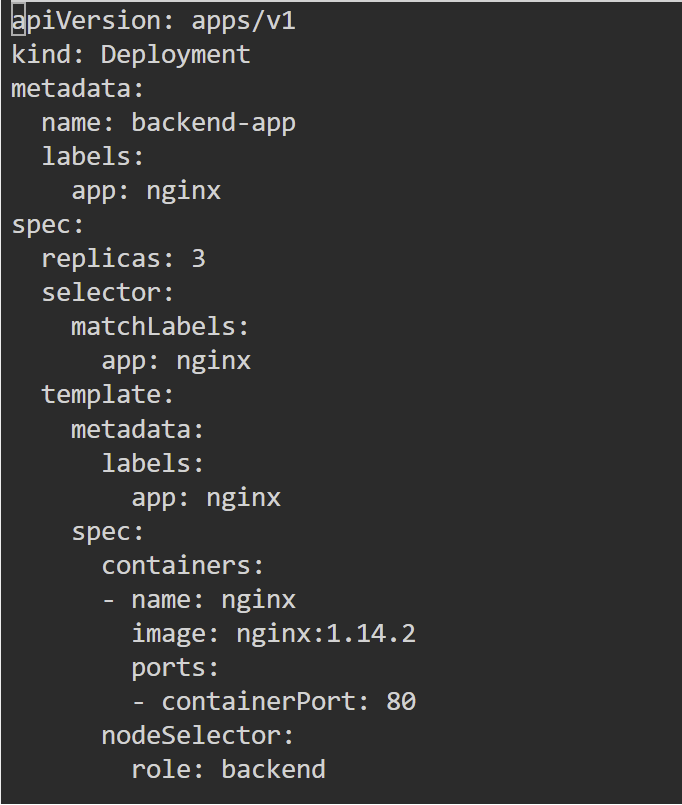 apiVersion: apps/v1
kind: Deployment
metadata:
  name: backend-app
  labels:
    app: nginx
spec:
  replicas: 3
  selector:
    matchLabels:
      app: nginx
  template:
    metadata:
      labels:
        app: nginx
    spec:
      containers:
      - name: nginx
        image: nginx:1.14.2
        ports:
        - containerPort: 80
      nodeSelector:
        role: backend